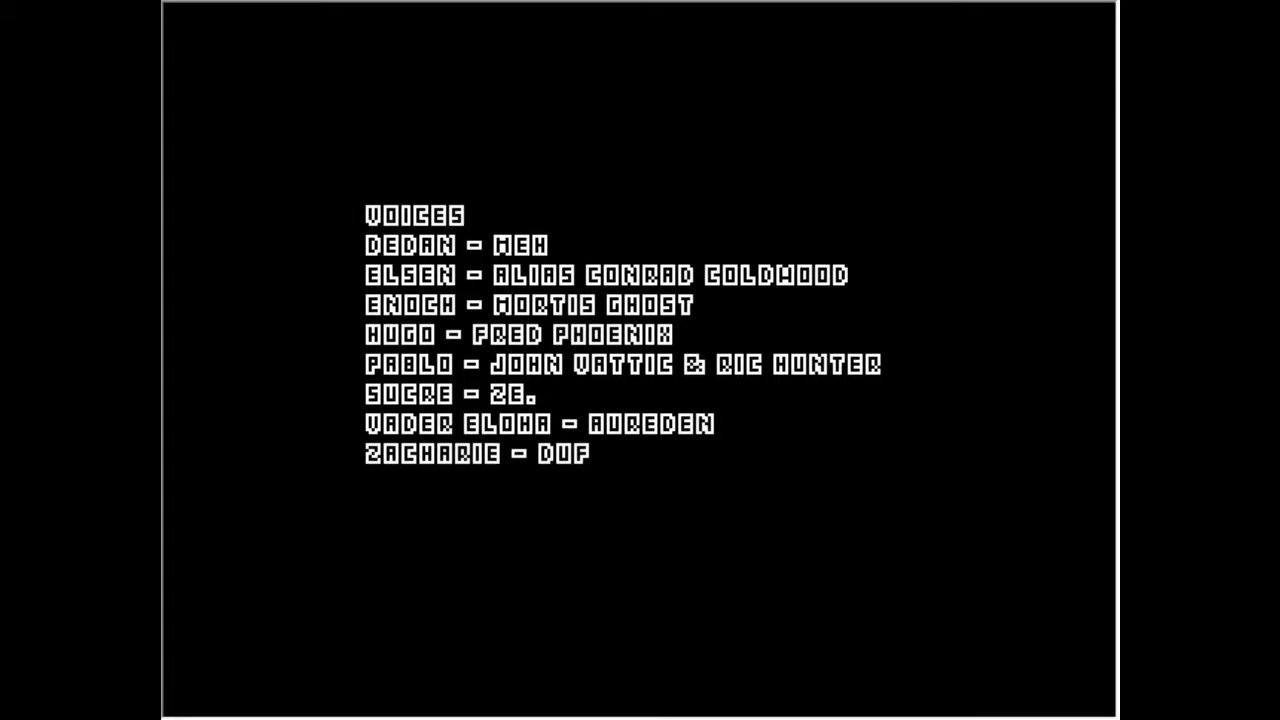 VOICES
DEDAN - MEH
ELSEN - ALIAS CONRAD COLDWOOD
ENOCH - MORTIS GHOST
HUGO - FRED PHOENIX
PABLO - JOHN VATTIC & RIC HUNTER
SUCRE - ZE.
VADER ELOHA - AUREDEN
ZACHARIE - DUF